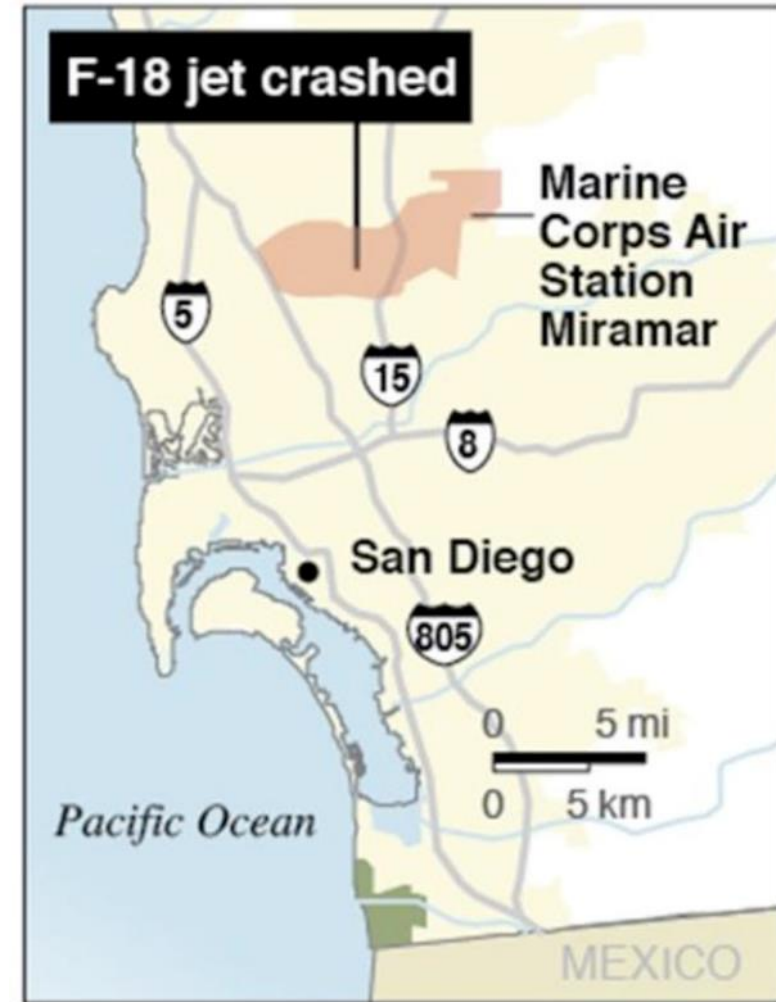 F-18 jet crashed
Marine
Corps Air
Station
Miramar
5
15
8
San Diego
805
0 5 mi
0 5 km
Pacific Ocean
MEXICO